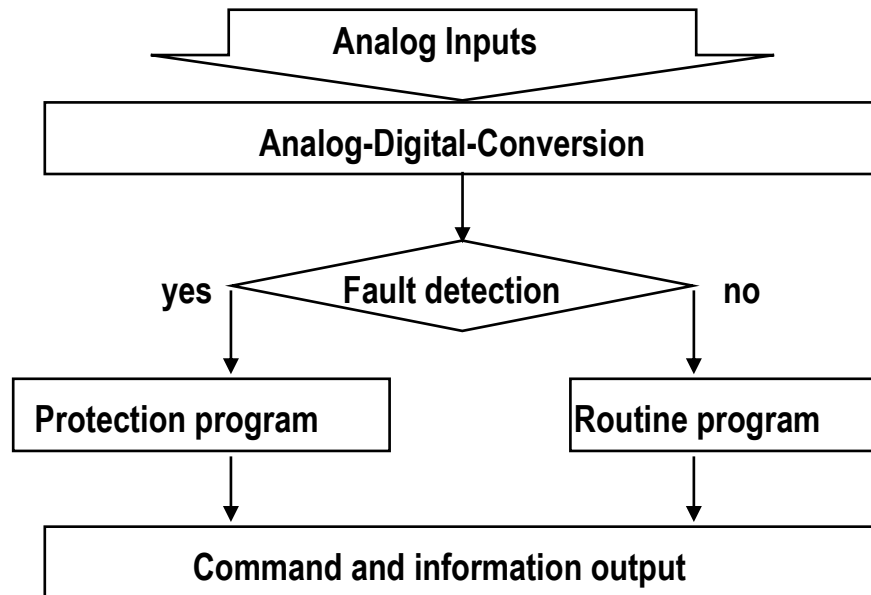 Analog Inputs
Analog-Digital-Conversion
yes
Fault detection
no
Protection program
Routine program
Command and information output